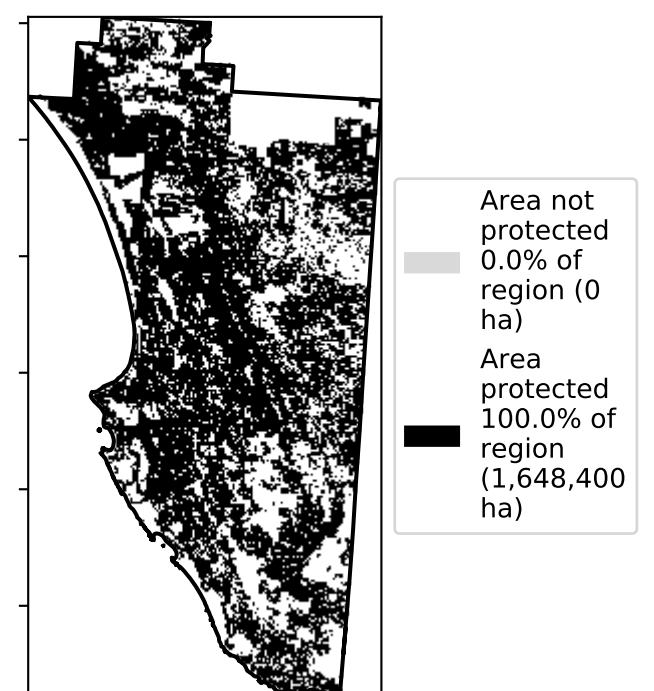 Area not
protected
0.0% of
region (0
ha)
Area
protected
100.0% of
region
(1,648,400
ha)